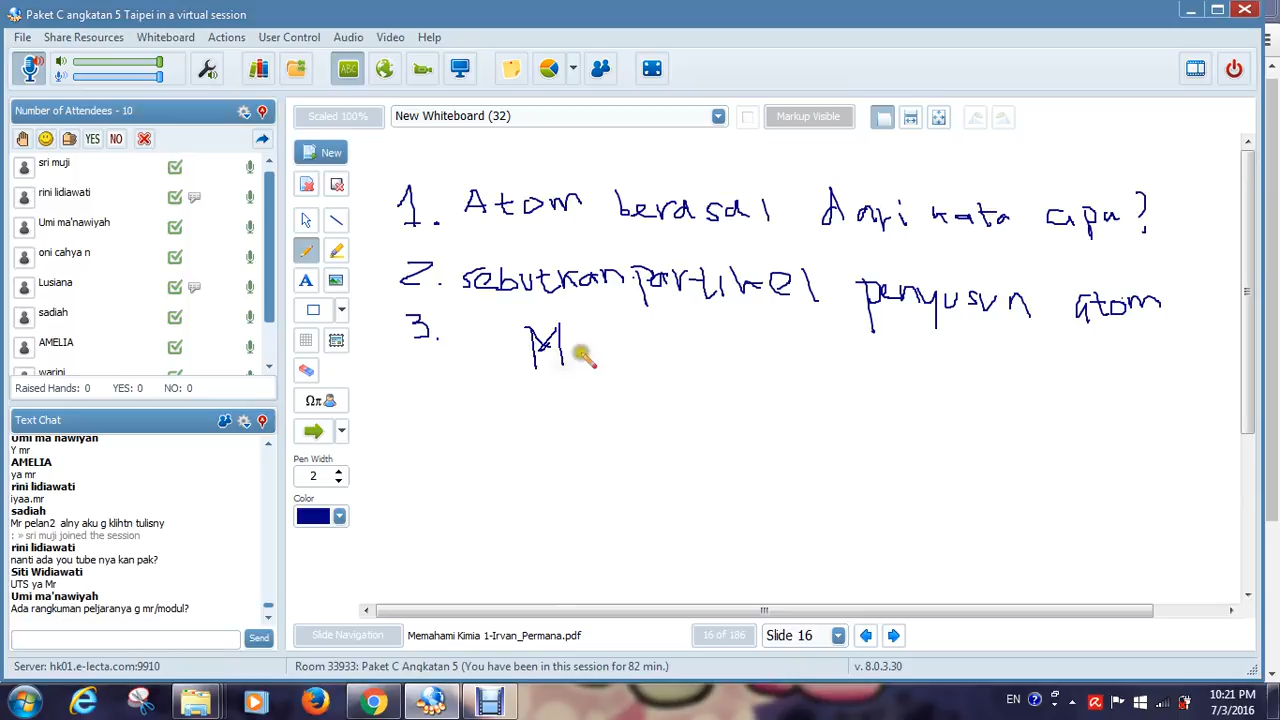 Paket C angkatan 5 Taipei in a virtual session
File Share Resources Whiteboard Actions User Control Audio Video Help
Number of Attendees - 10
YES NO
sri muji
rini lidiawati
Umi ma'nawiyah
oni cahya n
Lusiana
sadiah
AMELIA
warini
Raised Hands: 0 YES: 0 NO: 0
Text Chat
Umi ma'nawiyah
Y mr
AMELIA
ya mr
rini lidiawati
iyaa.mr
sadiah
Mr pelan2 alny aku g klihtn tulisny
: » sri muji joined the session
rini lidiawati
nanti ada you tube nya kan pak?
Siti Widiawati
UTS ya Mr
Umi ma'nawiyah
Ada rangkuman peljaranya g mr/modul?
Send
Scaled 100% New Whiteboard (32) Markup Visible
New
ABC
A
Ωπ
Pen Width
2
Color
1. Atom berasal dari kata apa?
2. sebutkan partikel penyusun atom
3. M
Slide Navigation Memahami Kimia 1-Irvan_Permana.pdf 16 of 186 Slide 16
Server: hk01.e-lecta.com:9910 Room 33933: Paket C Angkatan 5 (You have been in this session for 82 min.) v. 8.0.3.30
EN 10:21 PM
7/3/2016